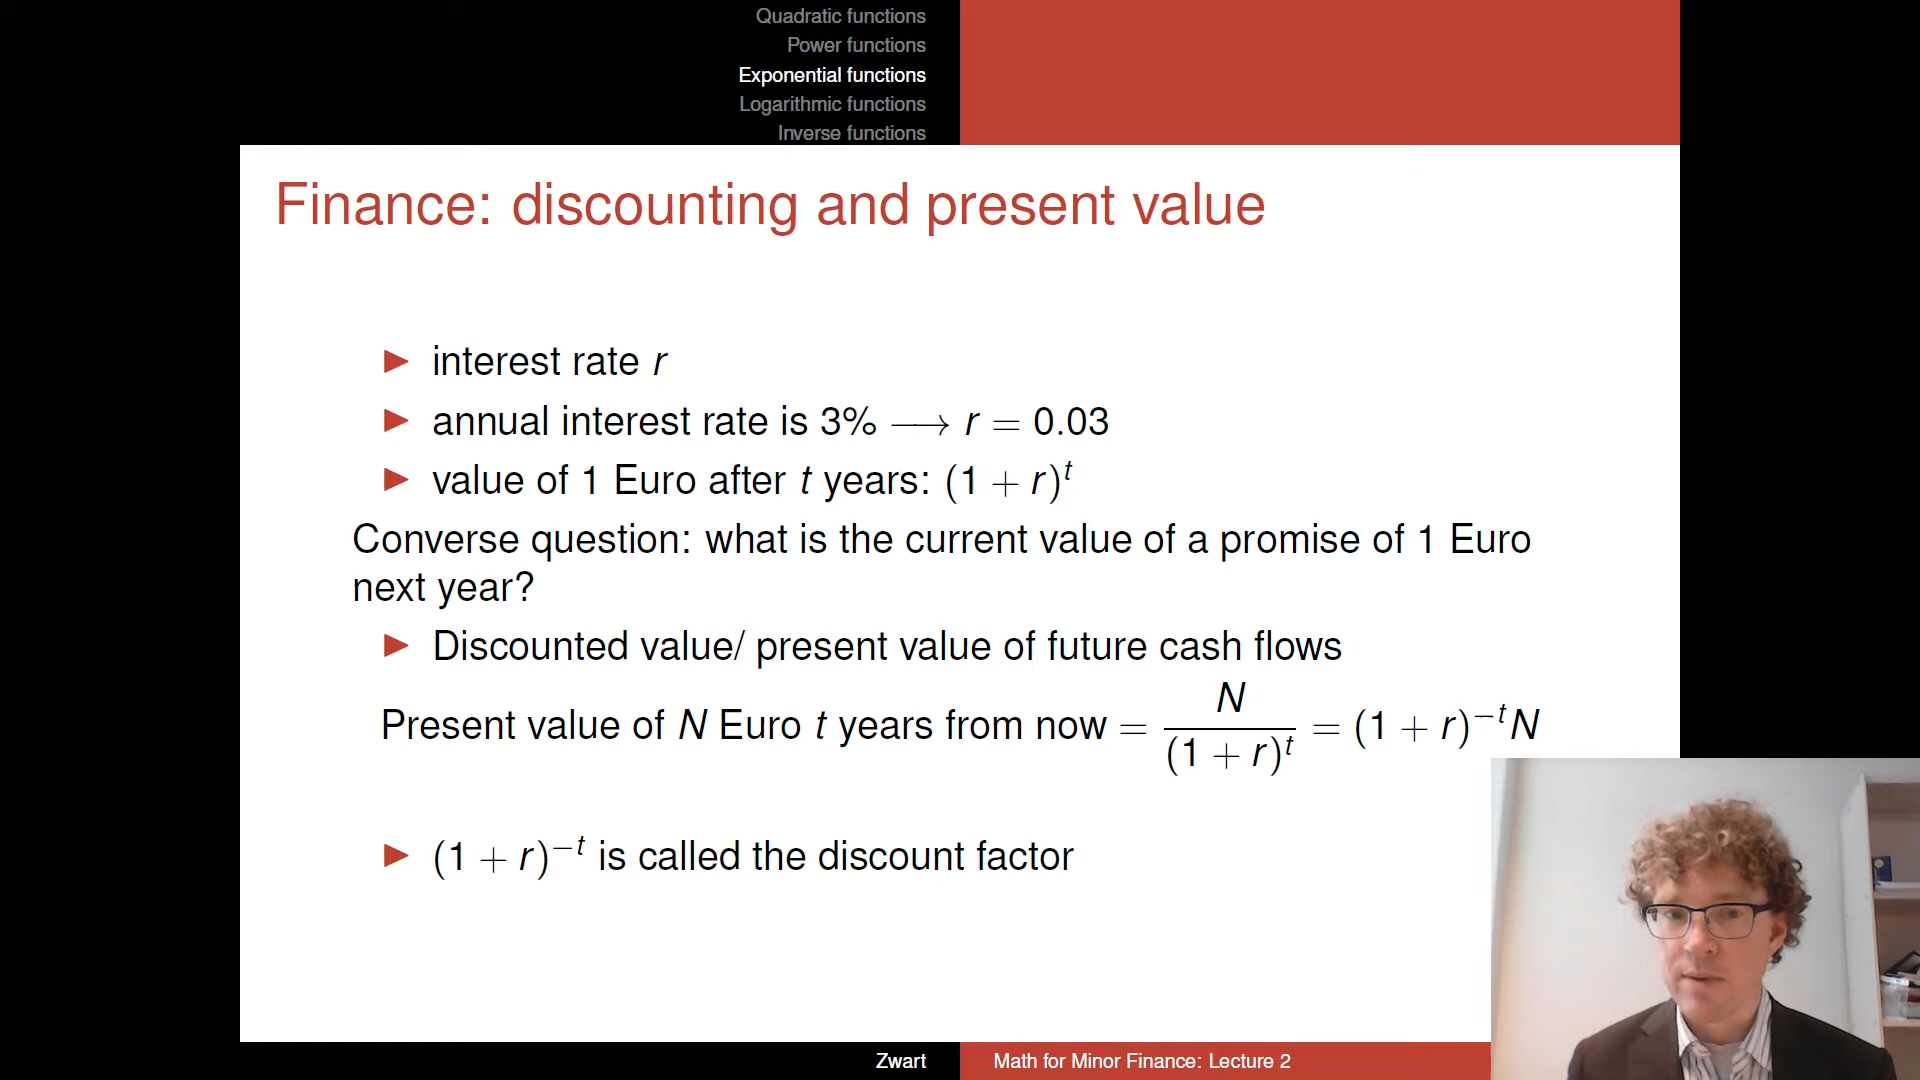 Quadratic functions
Power functions
Exponential functions
Logarithmic functions
Inverse functions
Finance: discounting and present value
▶ interest rate r
▶ annual interest rate is 3% ⟶ r = 0.03
▶ value of 1 Euro after t years: (1 + r)^t
Converse question: what is the current value of a promise of 1 Euro
next year?
▶ Discounted value/ present value of future cash flows
Present value of N Euro t years from now = N/(1 + r)^t = (1 + r)^−t N
▶ (1 + r)^−t is called the discount factor
Zwart Math for Minor Finance: Lecture 2